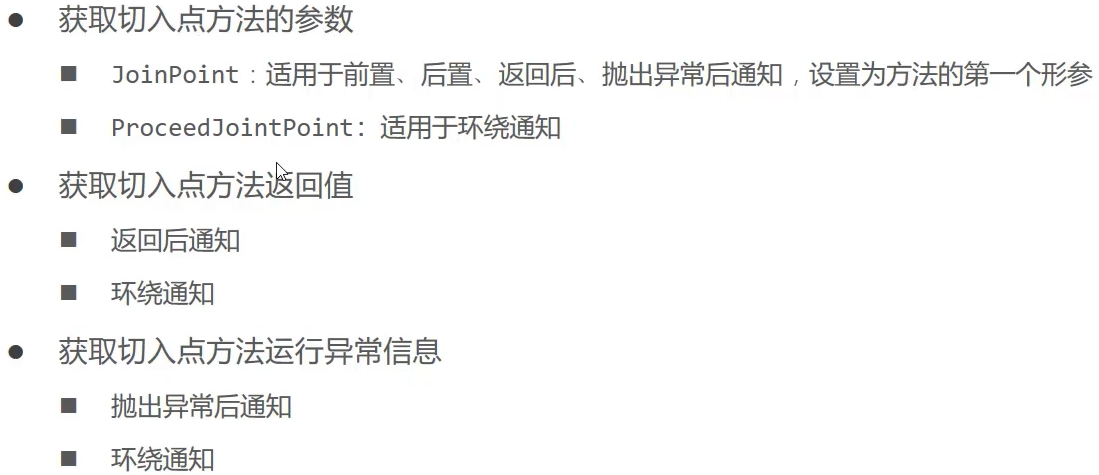 获取切入点方法的参数
JoinPoint：适用于前置、后置、返回后、抛出异常后通知，设置为方法的第一个形参
ProceedJointPoint：适用于环绕通知
获取切入点方法返回值
返回后通知
环绕通知
获取切入点方法运行异常信息
抛出异常后通知
环绕通知